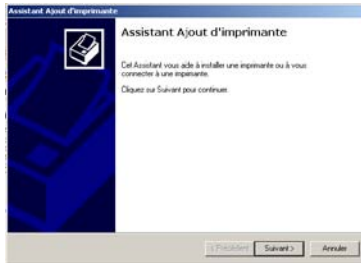 Assistant Ajout d'imprimante
Assistant Ajout d'imprimante
Cet Assistant vous aide à installer une imprimante ou à vous
connecter à une imprimante.
Cliquez sur Suivant pour continuer.
< Précédent Suivant > Annuler